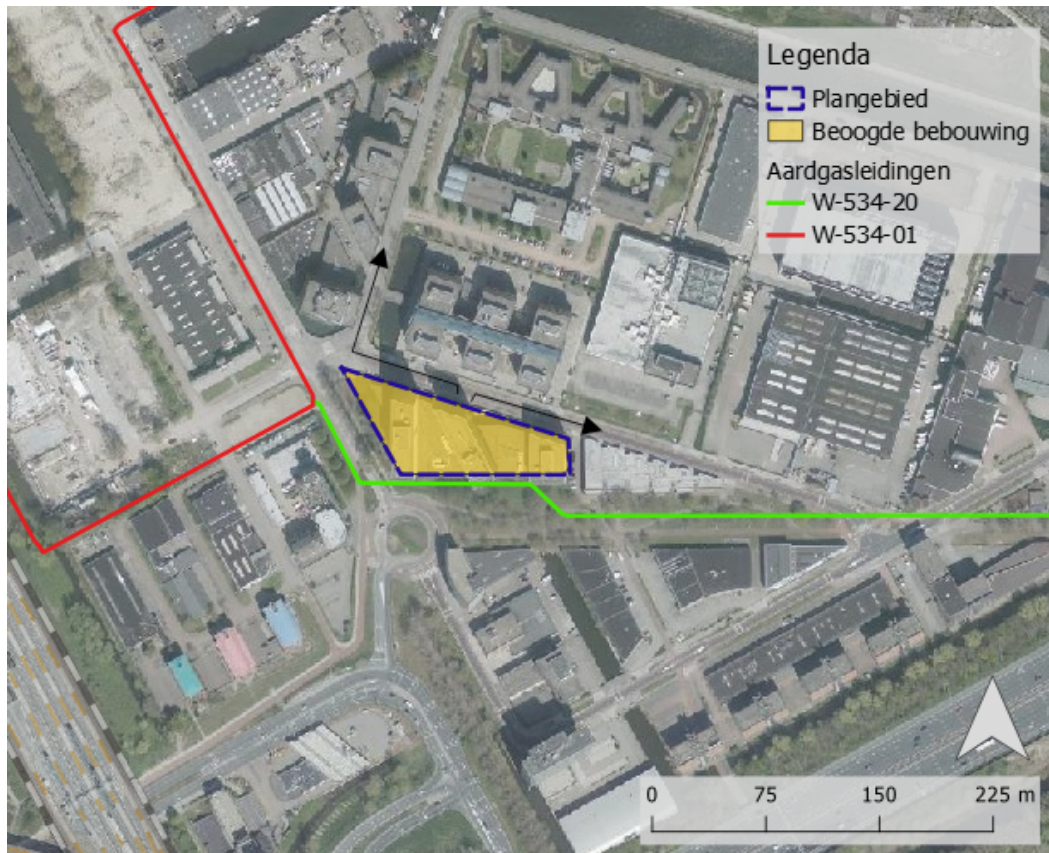 Legenda
Plangebied
Beoogde bebouwing
Aardgasleidingen
W-534-20
W-534-01
0 75 150 225 m